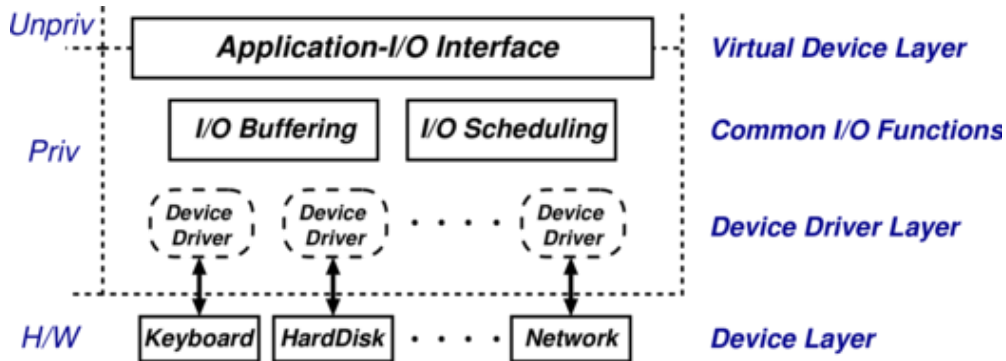 Unpriv
Application-I/O Interface
Virtual Device Layer
I/O Buffering
I/O Scheduling
Common I/O Functions
Priv
Device
Driver
Device
Driver
. . . .
Device
Driver
Device Driver Layer
H/W
Keyboard
HardDisk
. . . .
Network
Device Layer